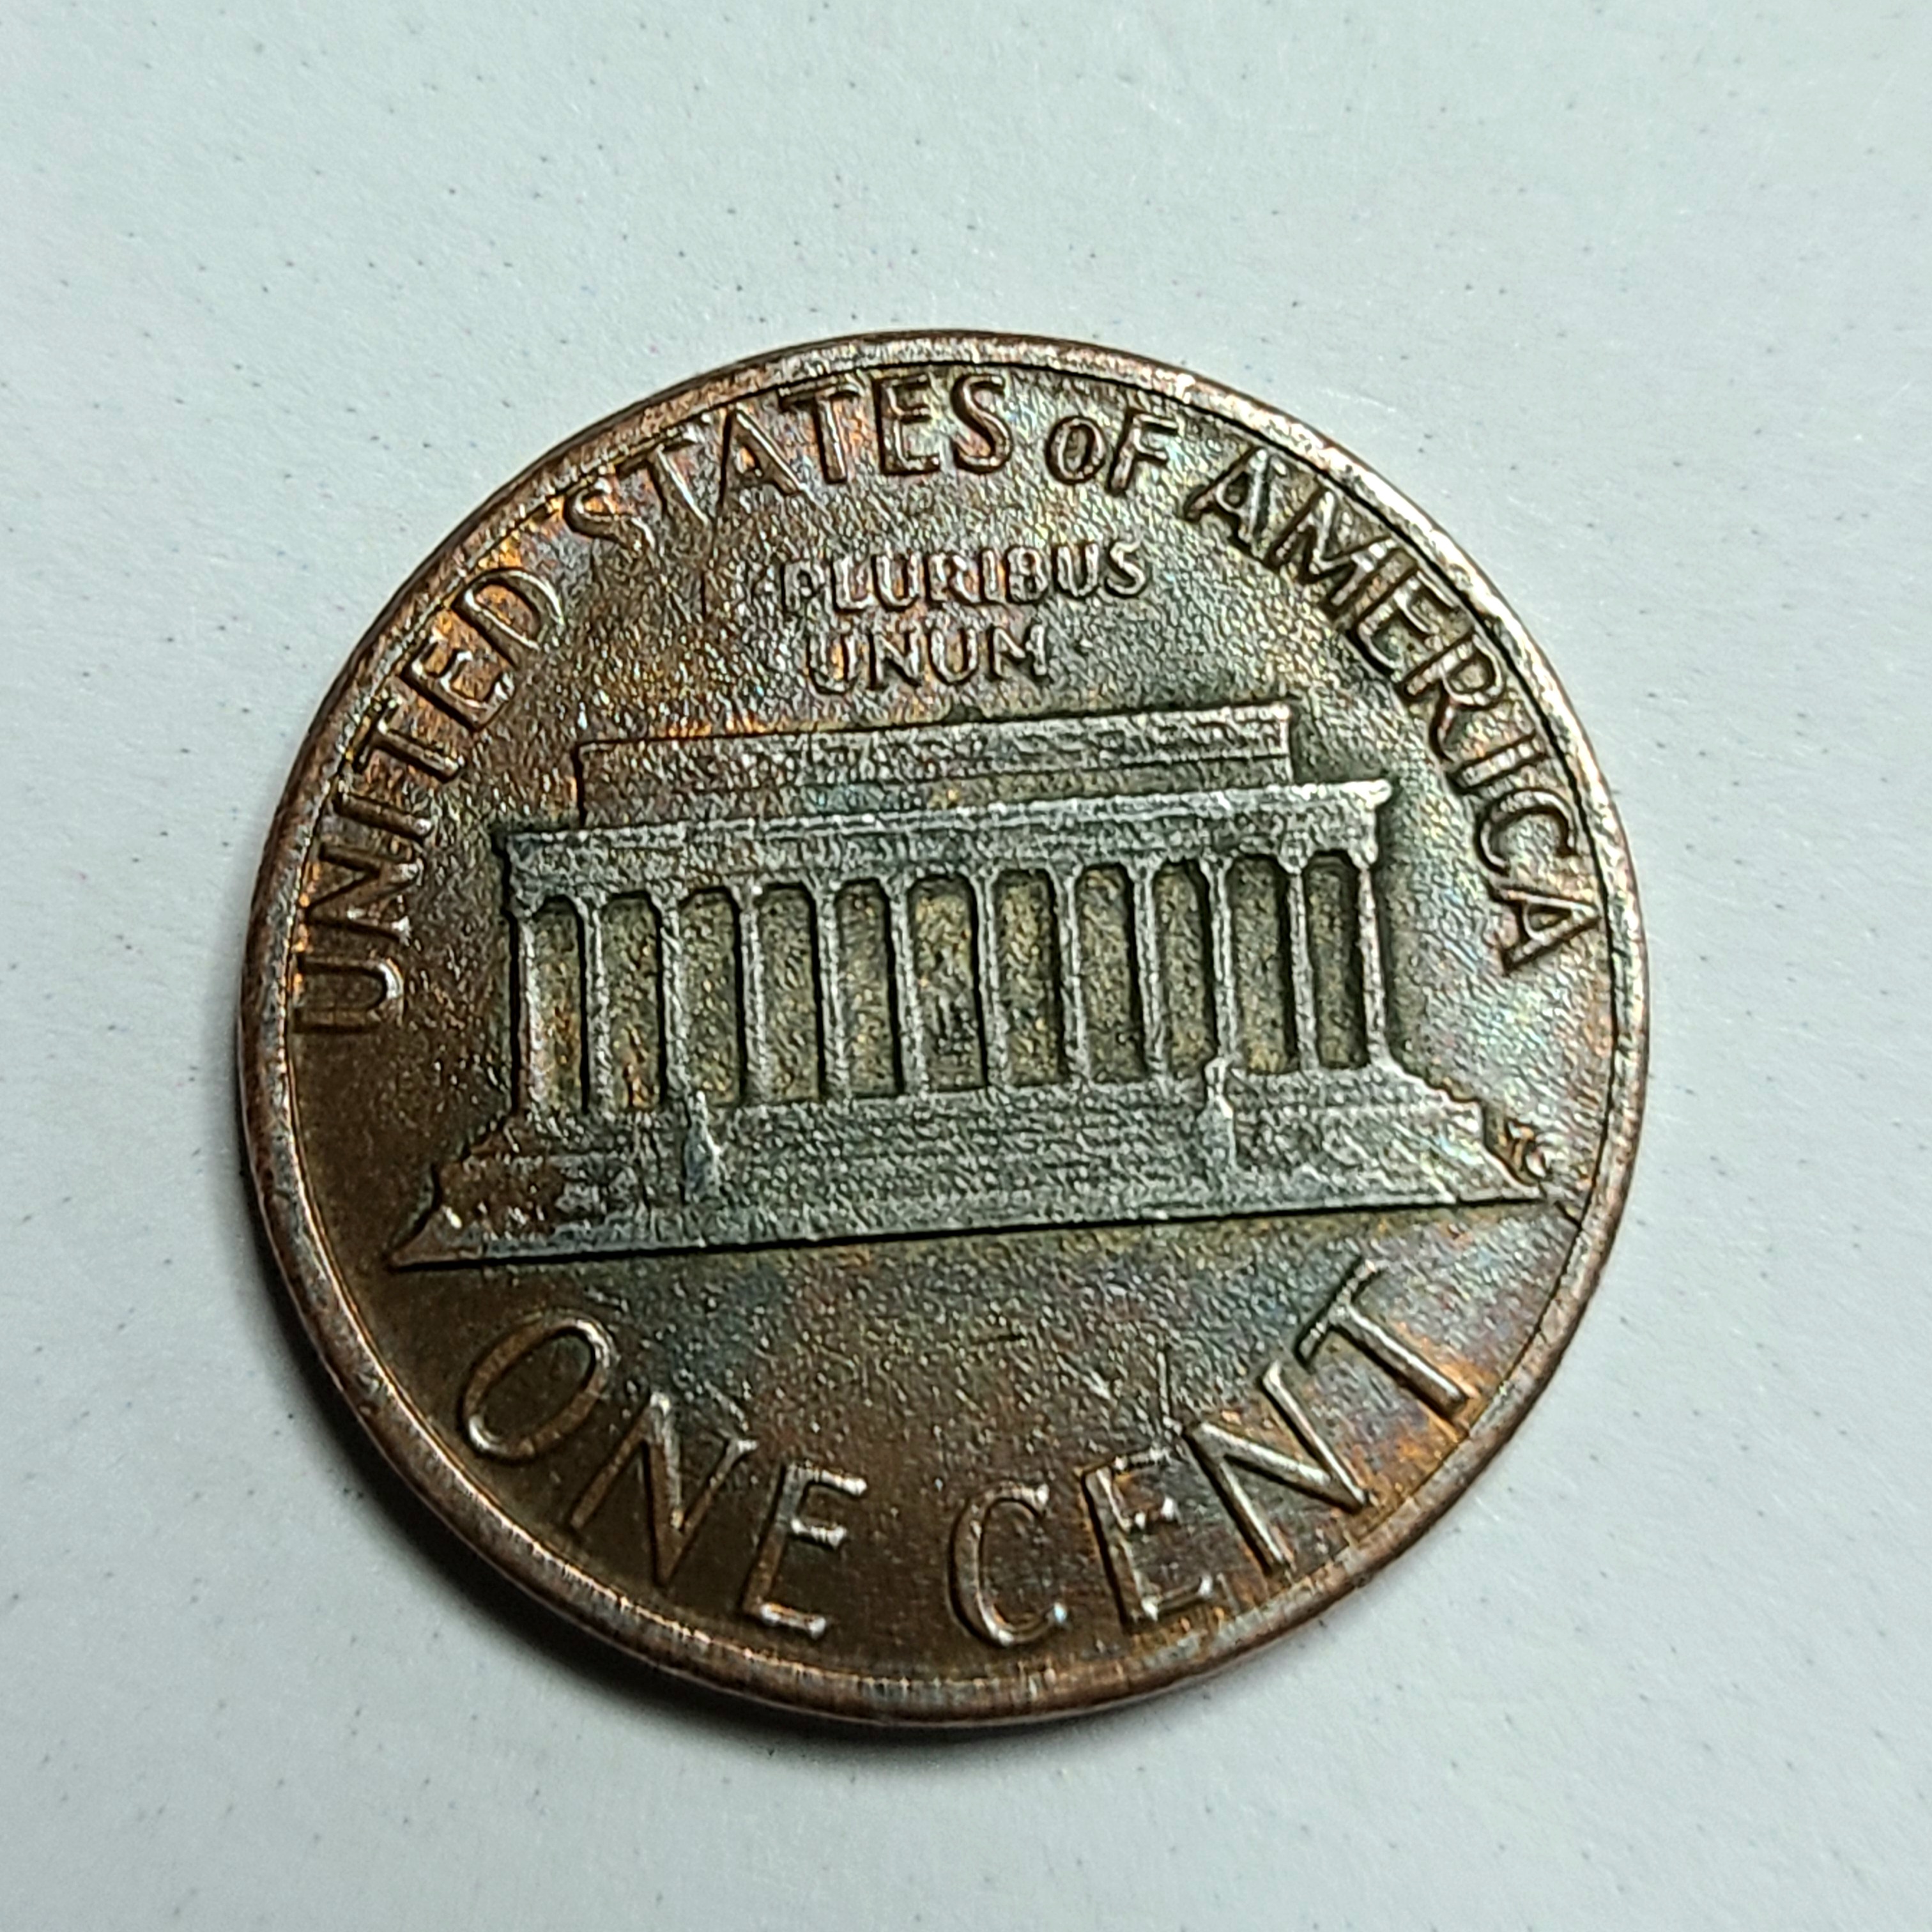 UNITED STATES OF AMERICA
PLURIBUS
UNUM
ONE CENT